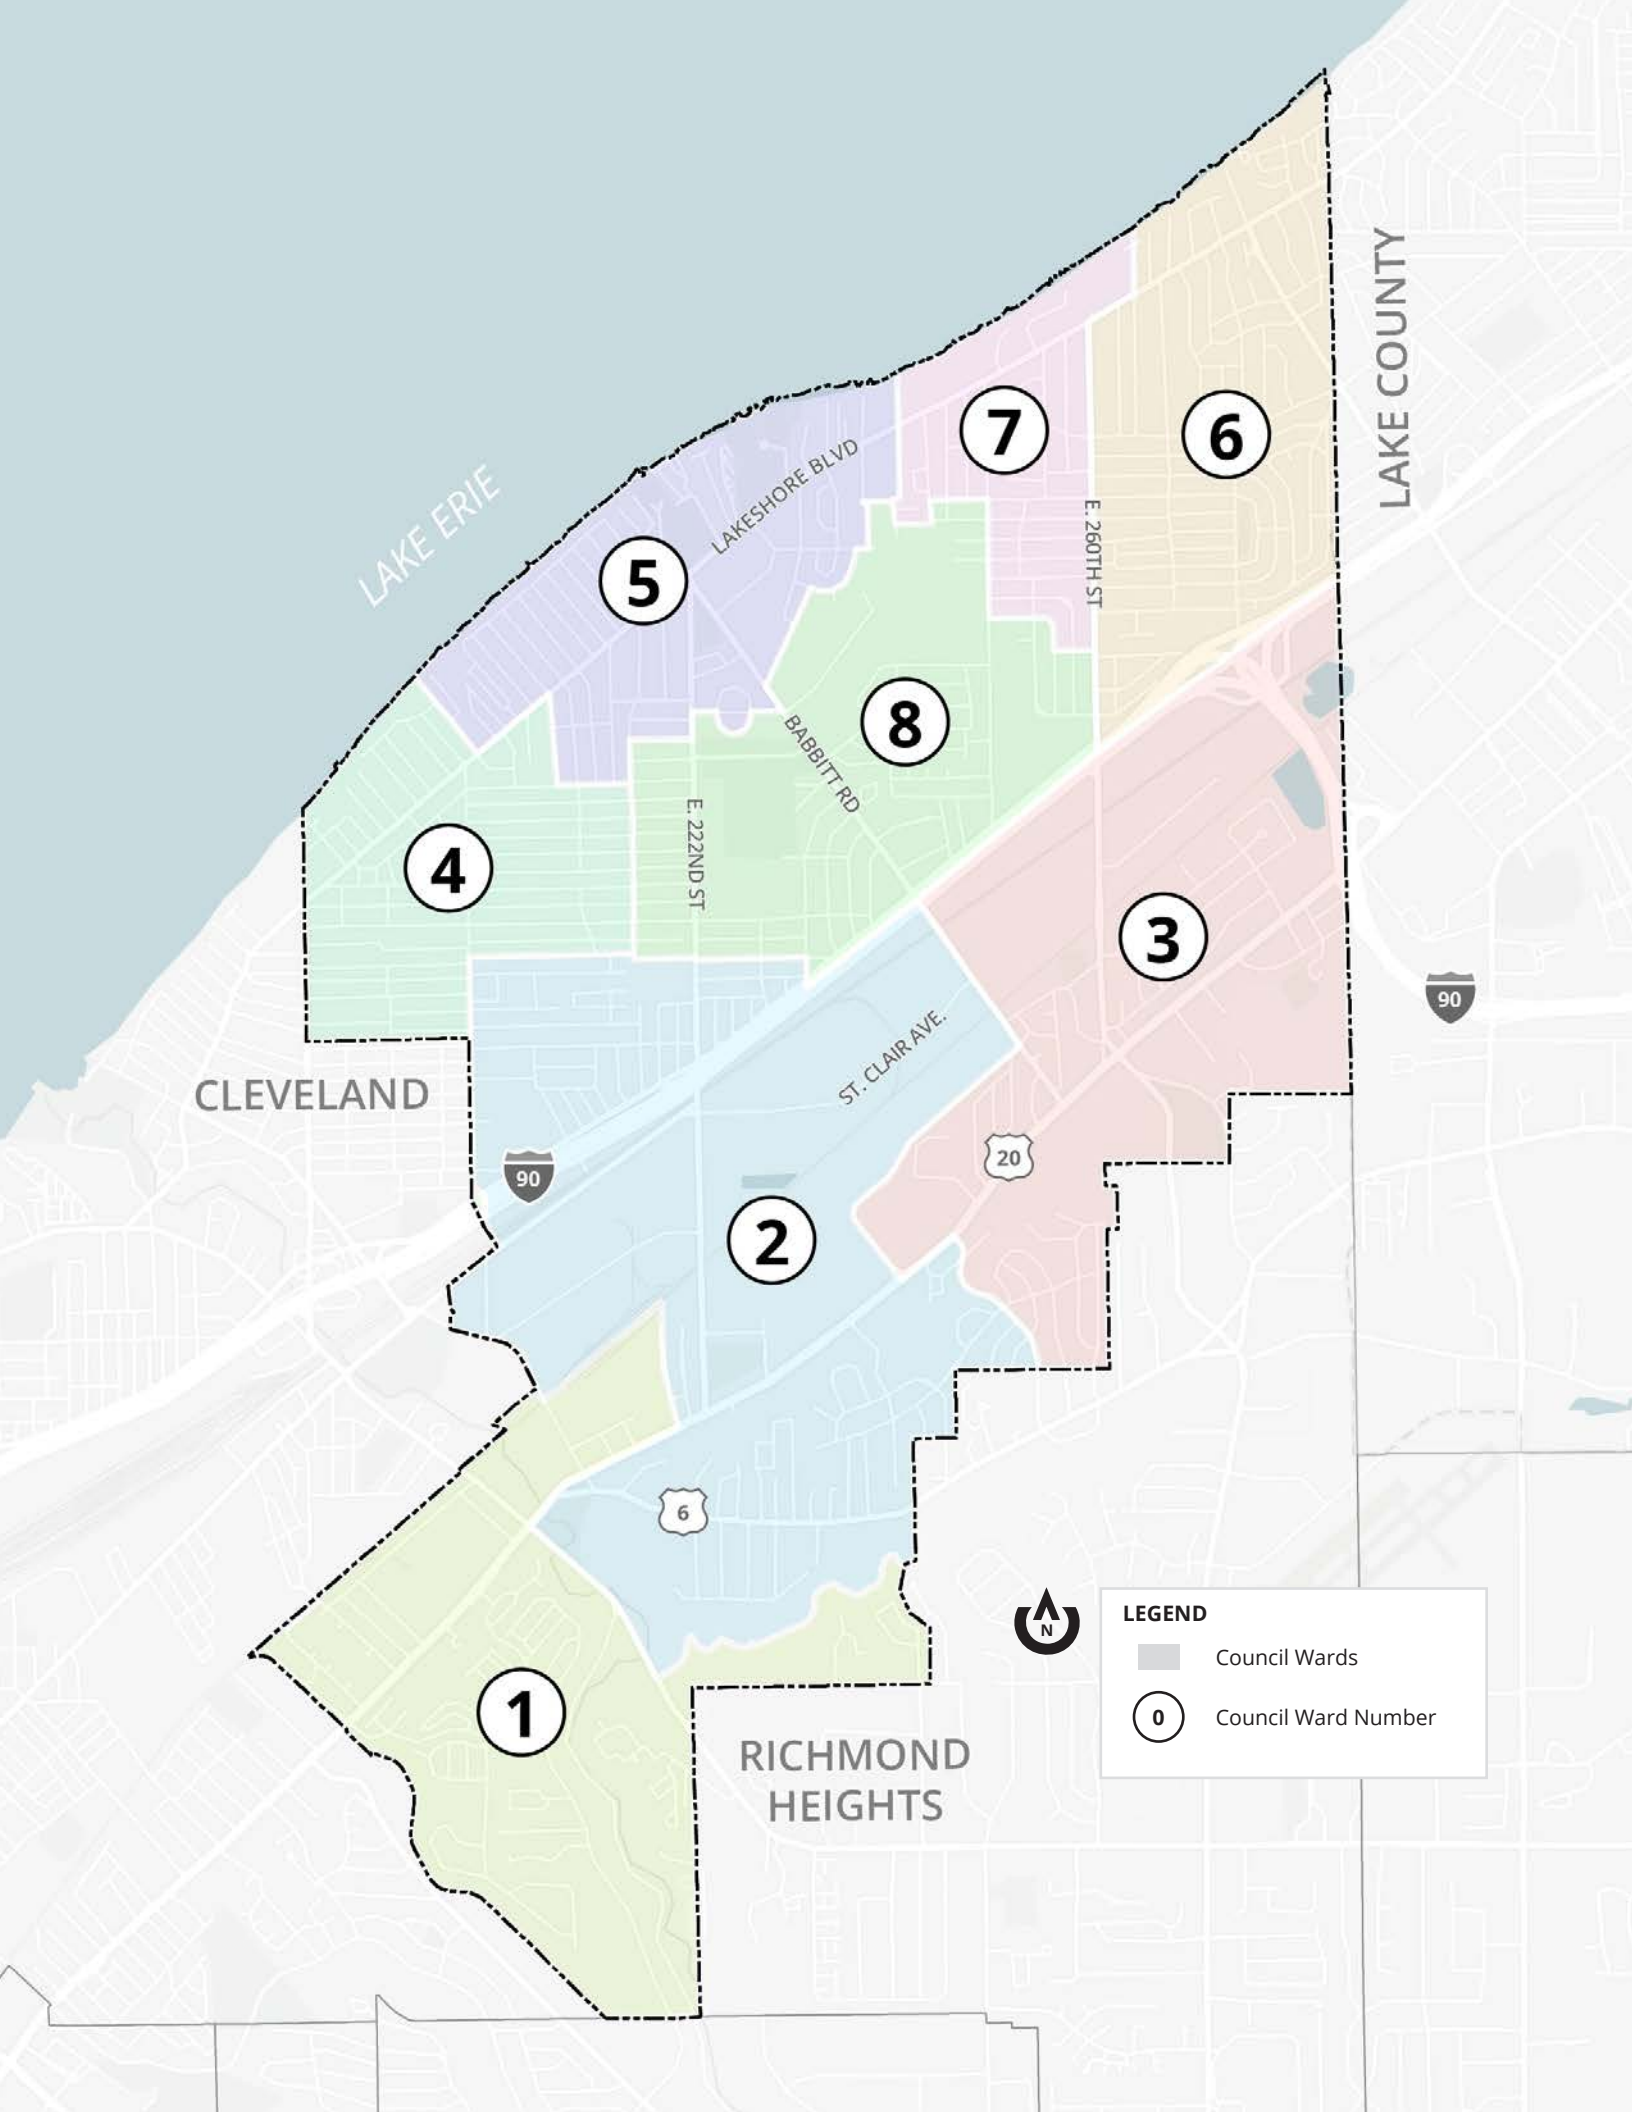 LAKE COUNTY
7
6
LAKESHORE BLVD
LAKE ERIE
E. 260TH ST
5
8
BABBITT RD
E. 222ND ST
4
3
90
ST. CLAIR AVE.
CLEVELAND
20
90
2
6
LEGEND
N
Council Wards
0 Council Ward Number
1
RICHMOND
HEIGHTS